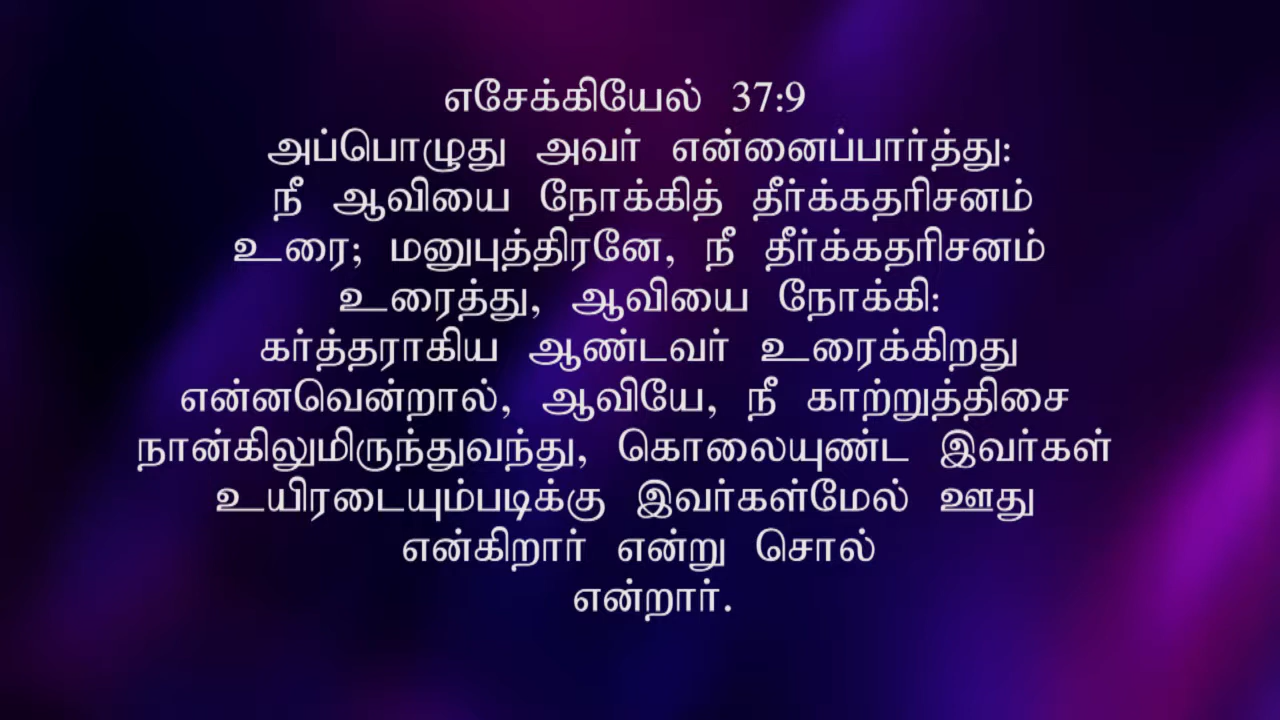 எசேக்கியேல் 37:9
அப்பொழுது அவர் என்னைப்பார்த்து:
நீ ஆவியை நோக்கித் தீர்க்கதரிசனம்
உரை; மனுபுத்திரனே, நீ தீர்க்கதரிசனம்
உரைத்து, ஆவியை நோக்கி:
கர்த்தராகிய ஆண்டவர் உரைக்கிறது
என்னவென்றால், ஆவியே, நீ காற்றுத்திசை
நான்கிலுமிருந்துவந்து, கொலையுண்ட இவர்கள்
உயிரடையும்படிக்கு இவர்கள்மேல் ஊது
என்கிறார் என்று சொல்
என்றார்.